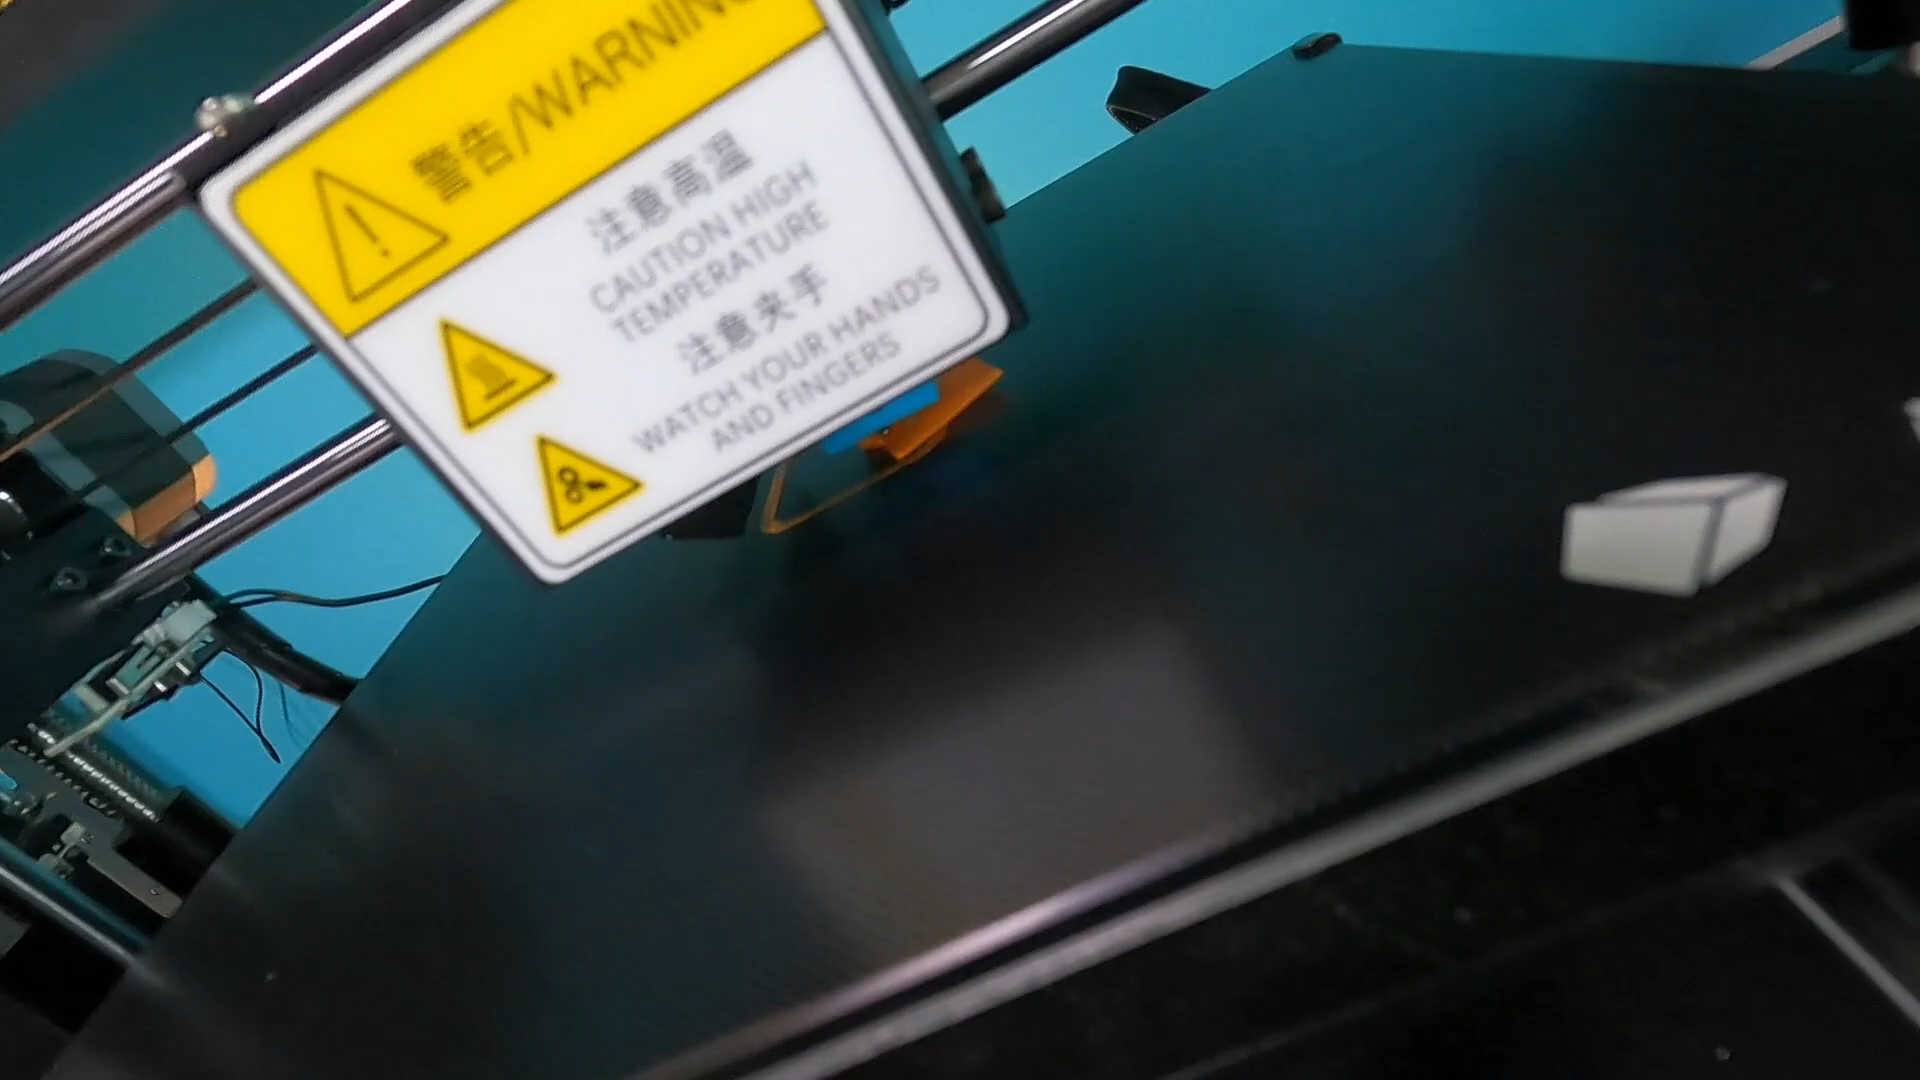 警告/WARNING
注意高温
CAUTION HIGH
TEMPERATURE
注意夹手
WATCH YOUR HANDS
AND FINGERS